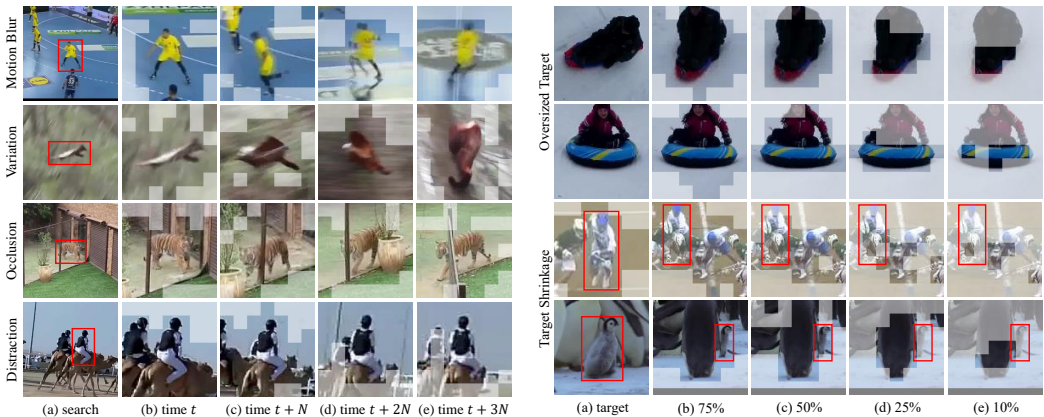 Motion Blur
Variation
Occlusion
Distraction
(a) search
(b) time t
(c) time t + N
(d) time t + 2N
(e) time t + 3N
Oversized Target
Target Shrinkage
(a) target
(b) 75%
(c) 50%
(d) 25%
(e) 10%